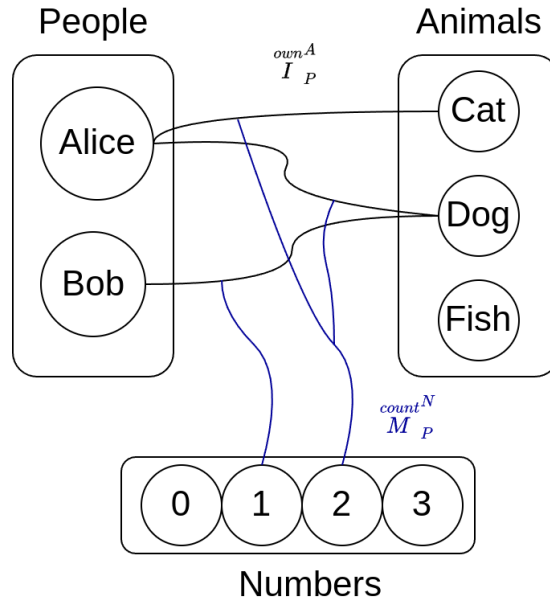 People
Animals
own A
I P
Alice
Cat
Dog
Bob
Fish
count N
M P
0 1 2 3
Numbers